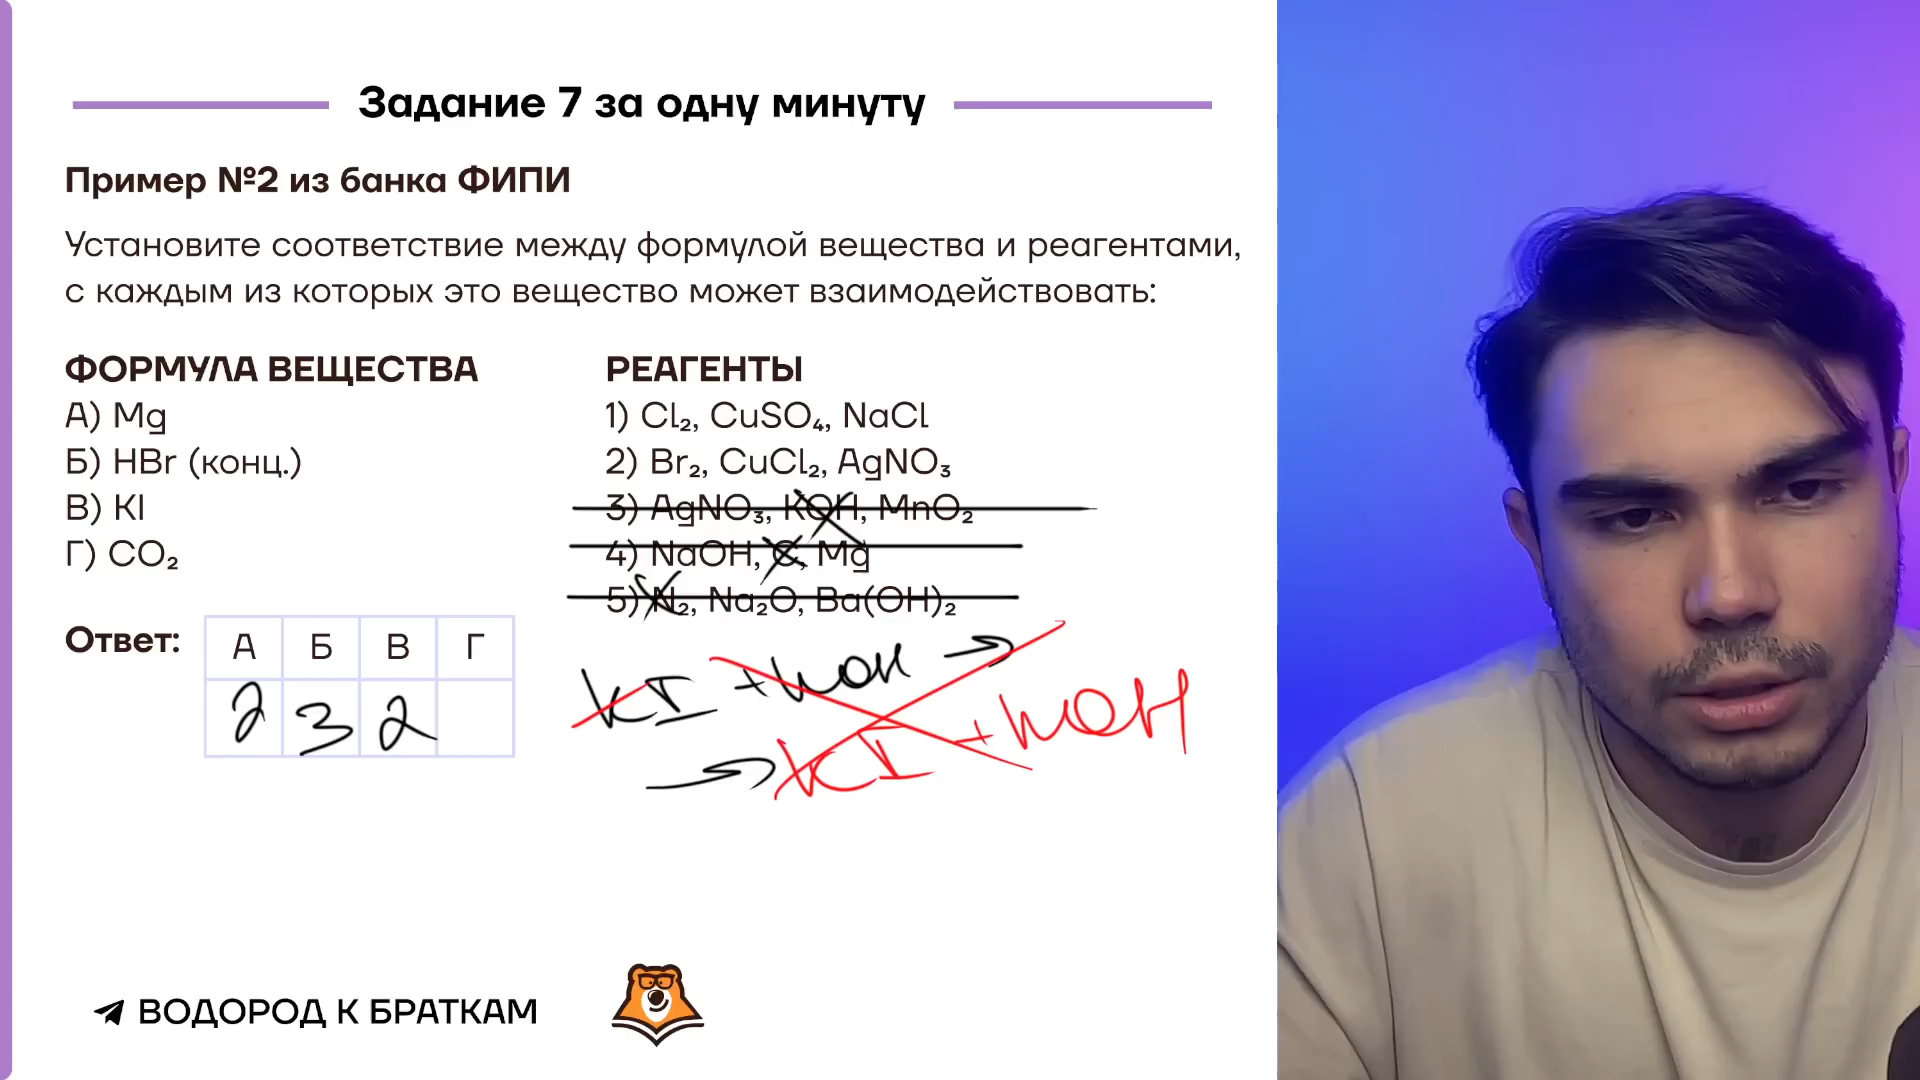 Задание 7 за одну минуту
Пример №2 из банка ФИПИ
Установите соответствие между формулой вещества и реагентами,
с каждым из которых это вещество может взаимодействовать:
ФОРМУЛА ВЕЩЕСТВА
А) Mg
Б) HBr (конц.)
В) KI
Г) CO₂
РЕАГЕНТЫ
1) Cl₂, CuSO₄, NaCl
2) Br₂, CuCl₂, AgNO₃
3) AgNO₃, KOH, MnO₂
4) NaOH, C, Mg
5) N₂, Na₂O, Ba(OH)₂
Ответ:
А Б В Г
2 3 2
KI + KOH →
→ KI + KOH
ВОДОРОД К БРАТКАМ